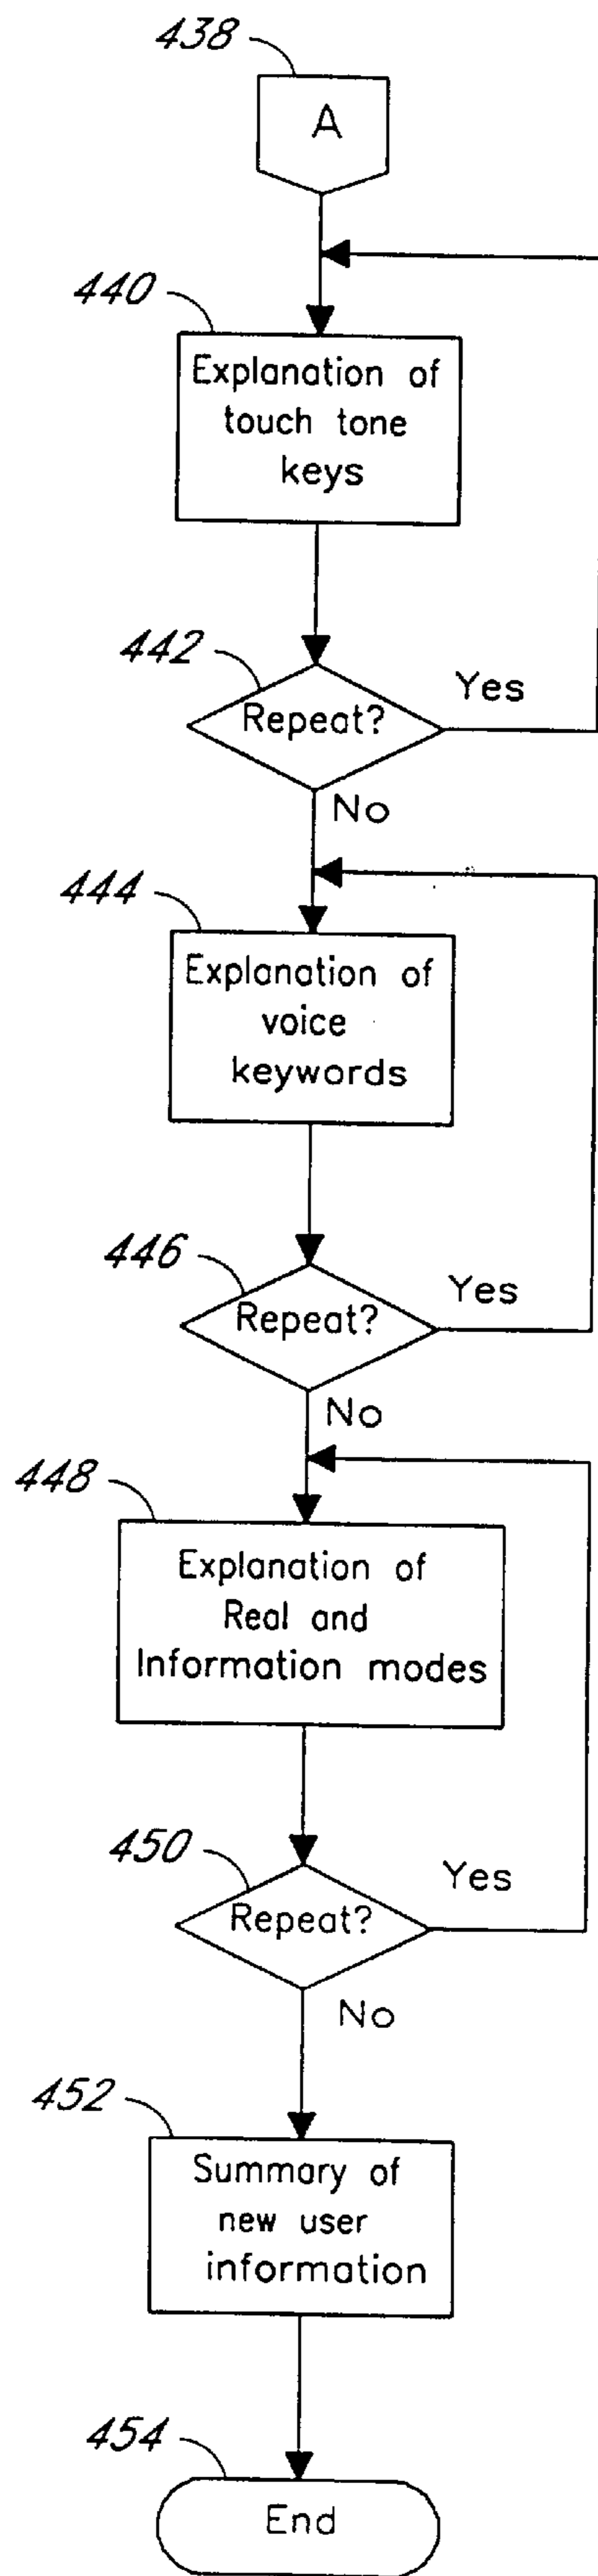 438
A
440
Explanation of
touch tone
keys
442
Repeat?
Yes
No
444
Explanation of
voice
keywords
446
Repeat?
Yes
No
448
Explanation of
Real and
Information modes
450
Repeat?
Yes
No
452
Summary of
new user
information
454
End